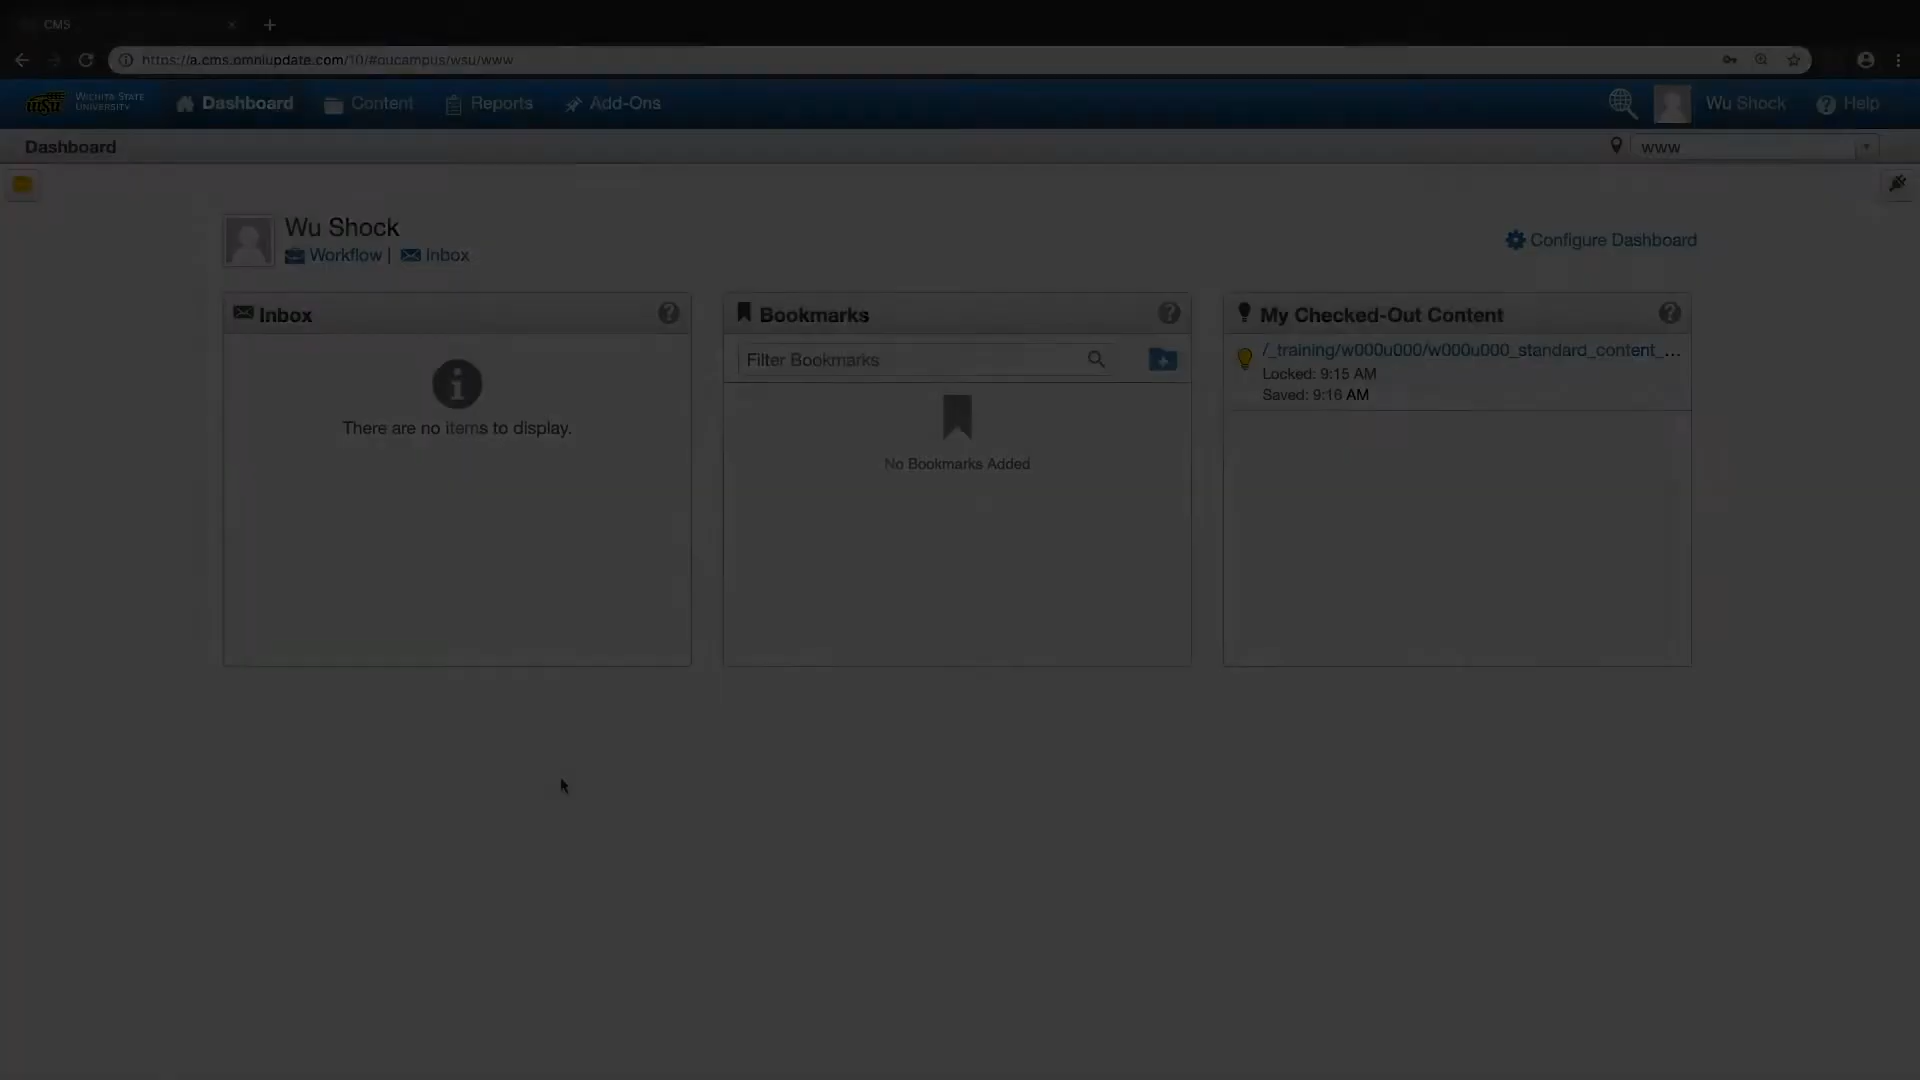 CMS
https://a.cms.omniupdate.com/10/#oucampus/wsu/www
WSU WICHITA STATE UNIVERSITY
Dashboard Content Reports Add-Ons Wu Shock Help
Dashboard www
Wu Shock
Workflow | Inbox
Configure Dashboard
Inbox
There are no items to display.
Bookmarks
Filter Bookmarks
No Bookmarks Added
My Checked-Out Content
/_training/w000u000/w000u000_standard_content_...
Locked: 9:15 AM
Saved: 9:16 AM